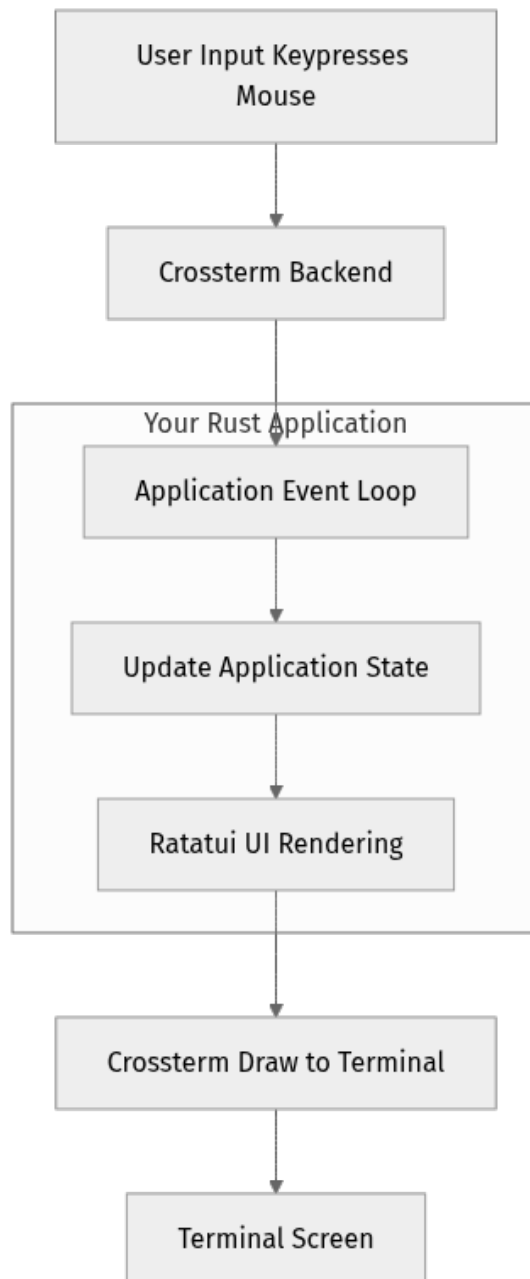 User Input Keypresses
Mouse
Crossterm Backend
Your Rust Application
Application Event Loop
Update Application State
Ratatui UI Rendering
Crossterm Draw to Terminal
Terminal Screen